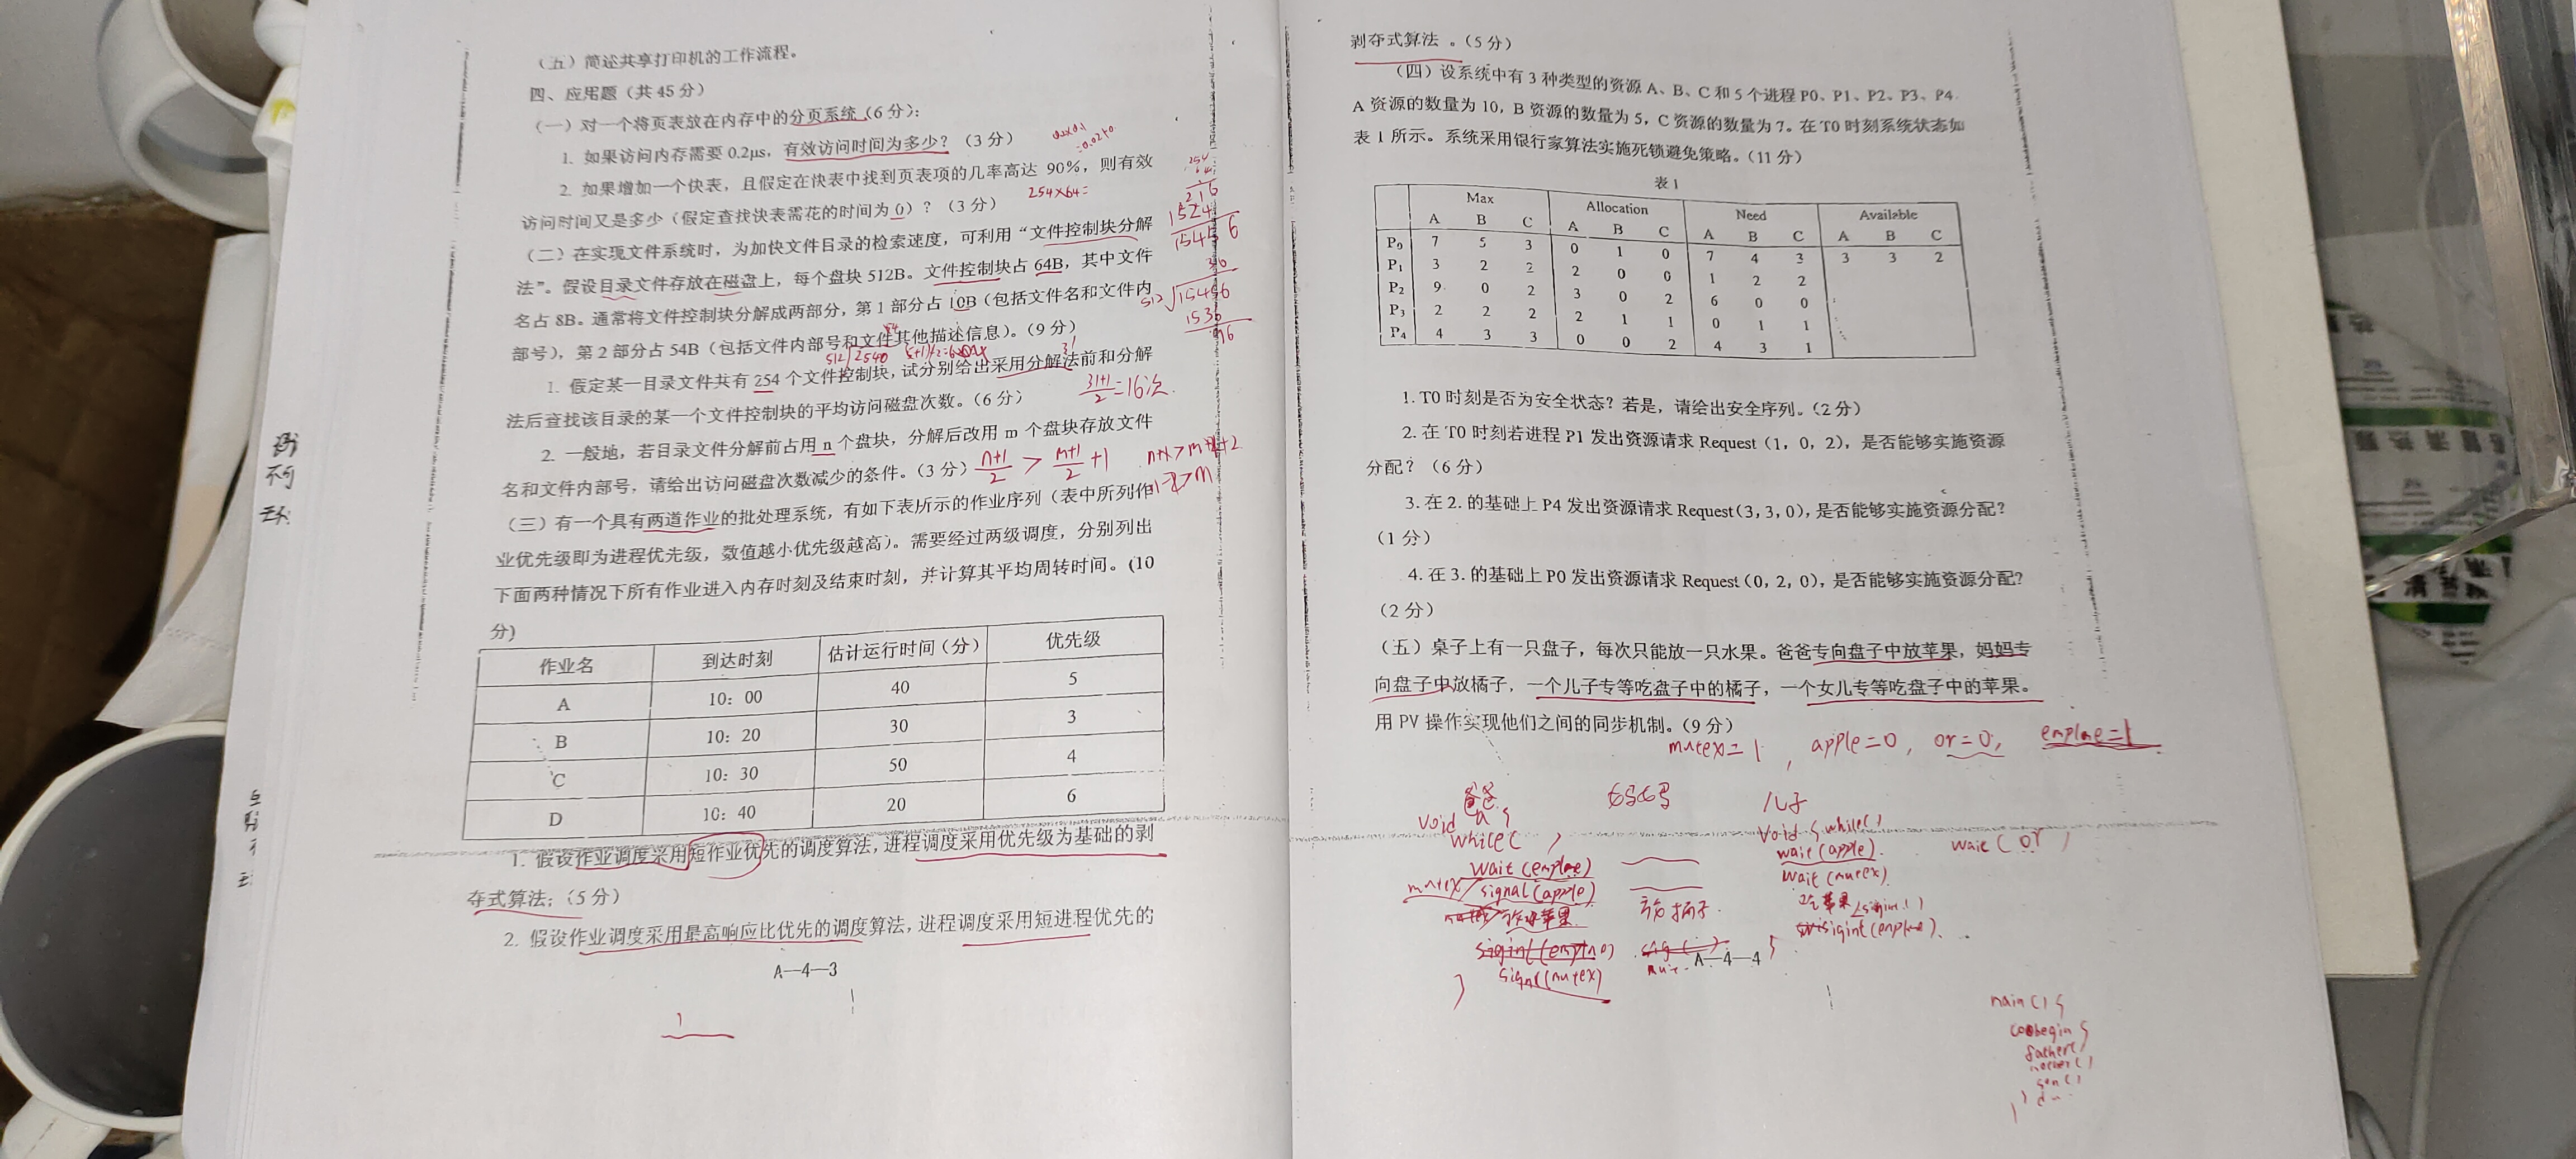 （五）简述共享打印机的工作流程。
四、应用题（共45分）
（一）对一个将页表放在内存中的分页系统（6分）：
1. 如果访问内存需要0.2μs，有效访问时间为多少？（3分）
2. 如果增加一个快表，且假定在快表中找到页表项的几率高达 90%，则有效
254×64=
访问时间又是多少（假定查找快表需花的时间为0）？（3分）
（二）在实现文件系统时，为加快文件目录的检索速度，可利用“文件控制块分解
法”。假设目录文件存放在磁盘上，每个盘块 512B。文件控制块占 64B，其中文件
名占 8B。通常将文件控制块分解成两部分，第 1 部分占 10B（包括文件名和文件内
部号），第 2 部分占 54B（包括文件内部号和文件其他描述信息）。（9分）
512 2540
1. 假定某一目录文件共有 254 个文件控制块，试分别给出采用分解法前和分解
31+1/2=16次
法后查找该目录的某一个文件控制块的平均访问磁盘次数。（6分）
2. 一般地，若目录文件分解前占用 n 个盘块，分解后改用 m 个盘块存放文件
名和文件内部号，请给出访问磁盘次数减少的条件。（3分）
n+1/2 > m+1/2 +1
（三）有一个具有两道作业的批处理系统，有如下表所示的作业序列（表中所列作
业优先级即为进程优先级，数值越小优先级越高）。需要经过两级调度，分别列出
下面两种情况下所有作业进入内存时刻及结束时刻，并计算其平均周转时间。(10
分)
作业名 到达时刻 估计运行时间（分） 优先级
A 10：00 40 5
B 10：20 30 3
C 10：30 50 4
D 10：40 20 6
1. 假设作业调度采用短作业优先的调度算法，进程调度采用优先级为基础的剥
夺式算法；（5分）
2. 假设作业调度采用最高响应比优先的调度算法，进程调度采用短进程优先的
A—4—3
剥夺式算法 。（5分）
（四）设系统中有 3 种类型的资源 A、B、C 和 5 个进程 P0、P1、P2、P3、P4.
A 资源的数量为 10，B 资源的数量为 5，C 资源的数量为 7。在 T0 时刻系统状态如
表 1 所示。系统采用银行家算法实施死锁避免策略。（11分）
表 1
Max Allocation Need Available
A B C A B C A B C A B C
P0 7 5 3 0 1 0 7 4 3 3 3 2
P1 3 2 2 2 0 0 1 2 2
P2 9 0 2 3 0 2 6 0 0
P3 2 2 2 2 1 1 0 1 1
P4 4 3 3 0 0 2 4 3 1
1. T0 时刻是否为安全状态？若是，请给出安全序列。（2分）
2. 在 T0 时刻若进程 P1 发出资源请求 Request（1，0，2），是否能够实施资源
分配？（6分）
3. 在 2. 的基础上 P4 发出资源请求 Request(3,3,0)，是否能够实施资源分配？
（1分）
4. 在 3. 的基础上 P0 发出资源请求 Request（0，2，0），是否能够实施资源分配？
（2分）
（五）桌子上有一只盘子，每次只能放一只水果。爸爸专向盘子中放苹果，妈妈专
向盘子中放橘子，一个儿子专等吃盘子中的橘子，一个女儿专等吃盘子中的苹果。
用 PV 操作实现他们之间的同步机制。（9分）
mutex=1, apple=0, or=0,
爸爸 妈妈 儿子
void
while(
wait(apple)
wait(mutex)
wait(or)
signal(apple)
A—4—4